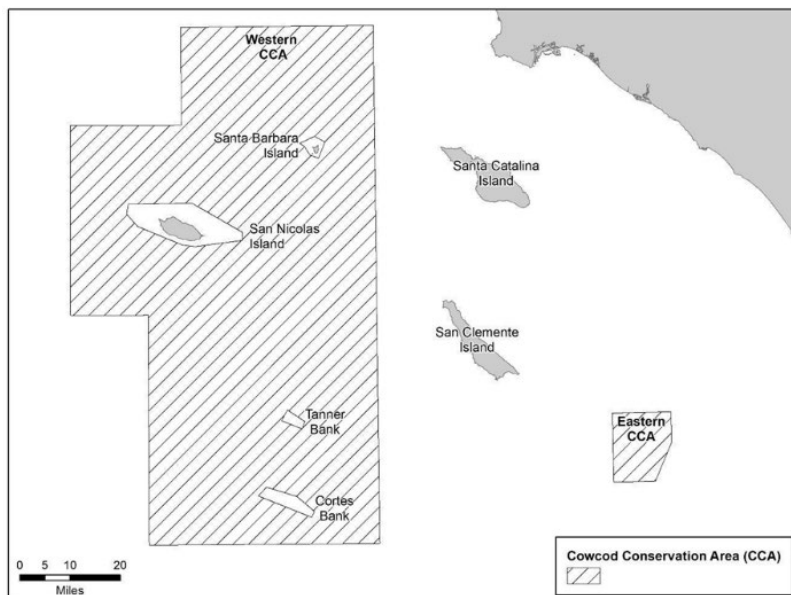 Western
CCA
Santa Barbara
Island
Santa Catalina
Island
San Nicolas
Island
San Clemente
Island
Tanner
Bank
Eastern
CCA
Cortes
Bank
0 5 10 20
Miles
Cowcod Conservation Area (CCA)